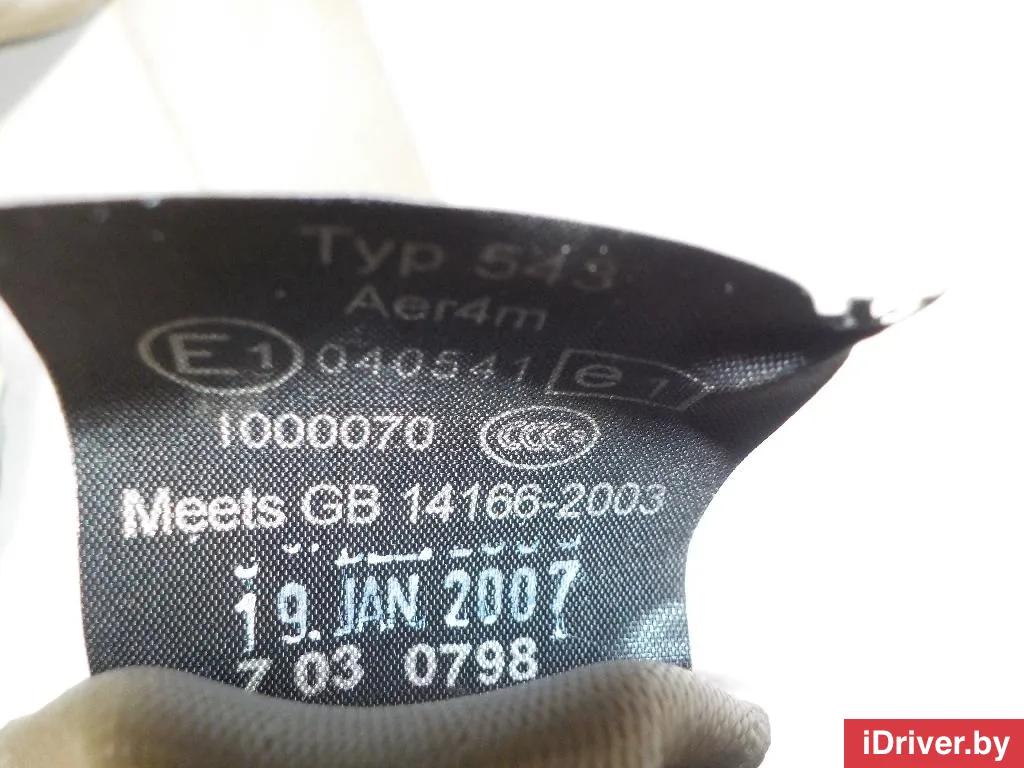 Typ 543
Aer4m
E1 040541 e1
1000070 CCC S
Meets GB 14166-2003
19. JAN. 2007
7 03 0798
iDriver.by